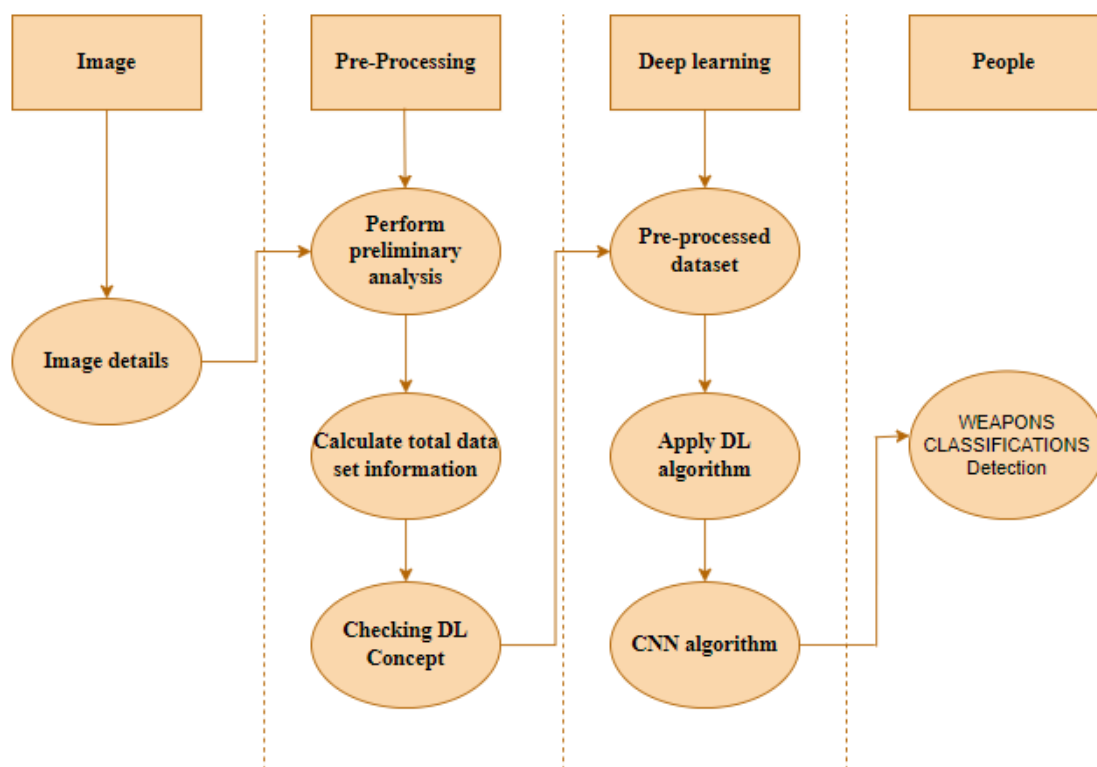 Image
Pre-Processing
Deep learning
People
Image details
Perform
preliminary
analysis
Calculate total data
set information
Checking DL
Concept
Pre-processed
dataset
Apply DL
algorithm
CNN algorithm
WEAPONS
CLASSIFICATIONS
Detection